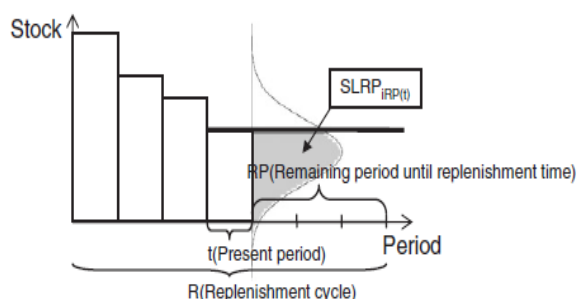 Stock
SLRPiRP(t)
RP(Remaining period until replenishment time)
t(Present period)
Period
R(Replenishment cycle)